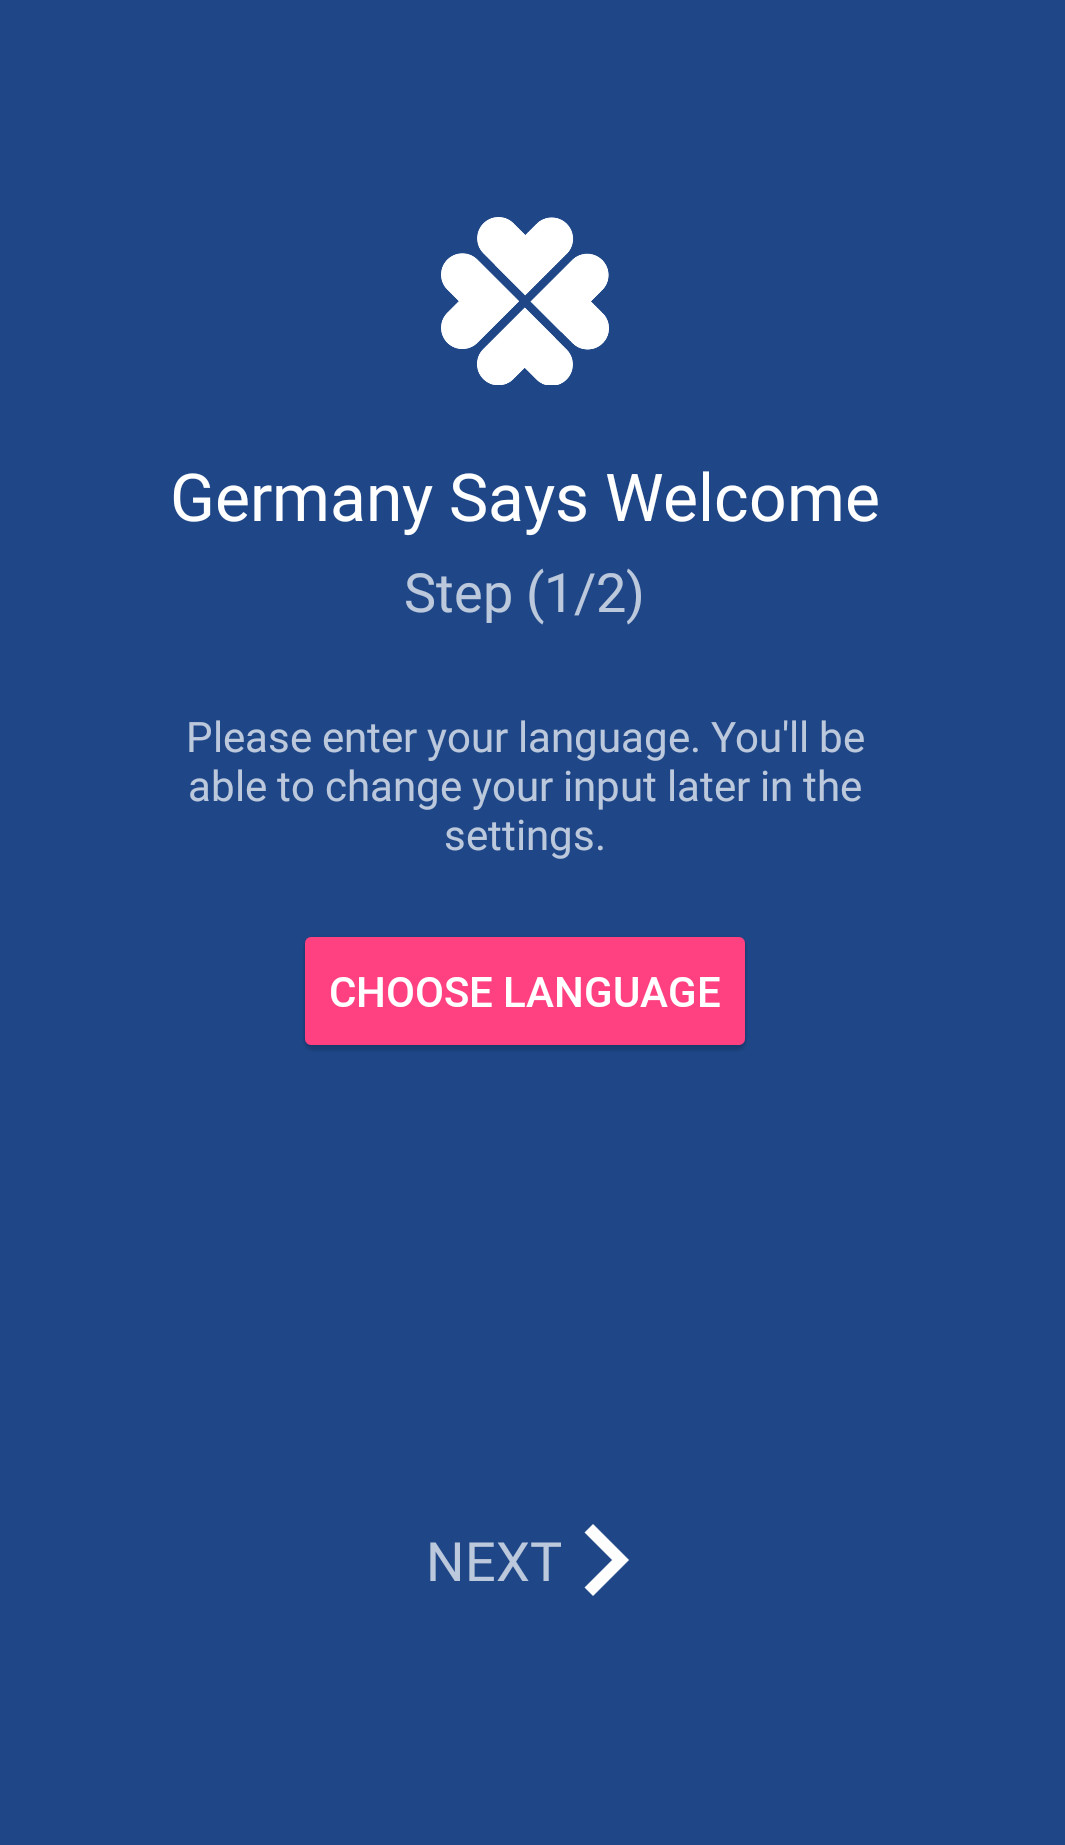 Germany Says Welcome
Step (1/2)
Please enter your language. You'll be
able to change your input later in the
settings.
CHOOSE LANGUAGE
NEXT